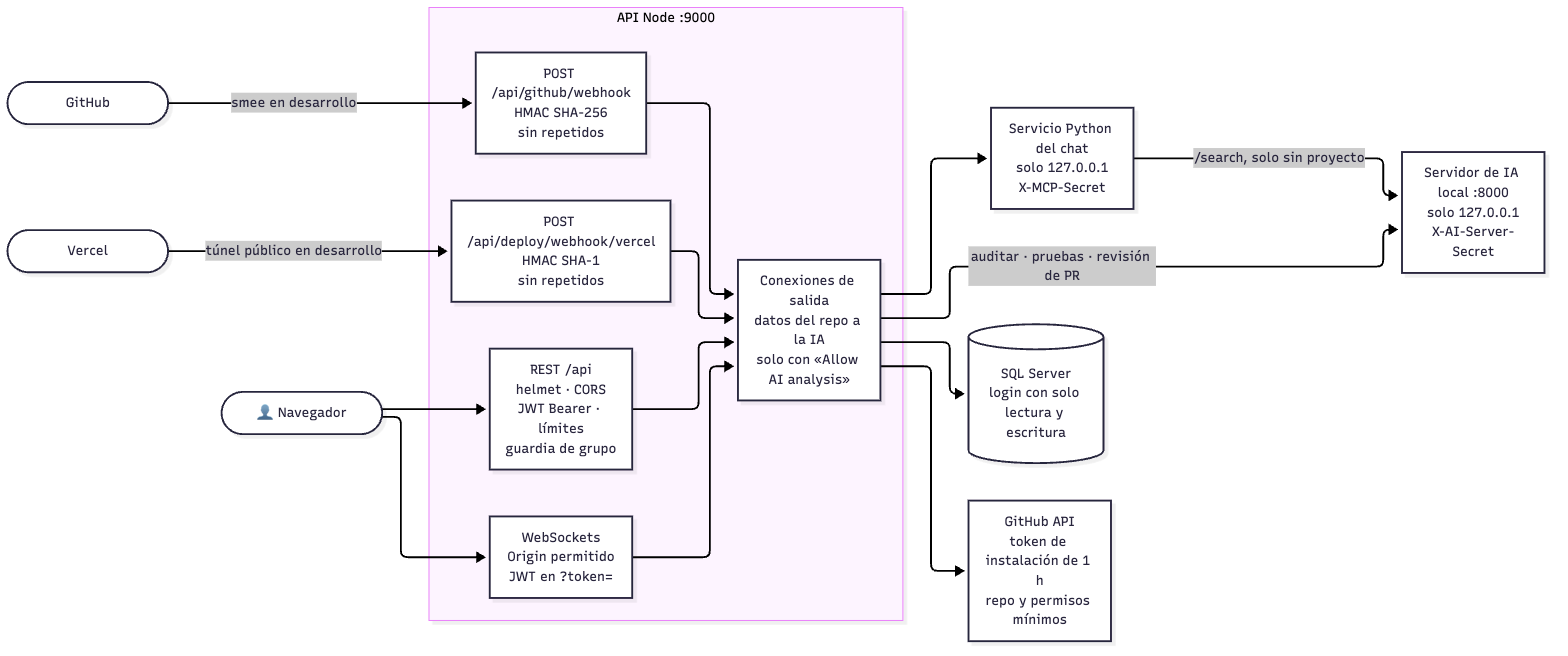 API Node :9000
GitHub
smee en desarrollo
POST
/api/github/webhook
HMAC SHA-256
sin repetidos
Vercel
túnel público en desarrollo
POST
/api/deploy/webhook/vercel
HMAC SHA-1
sin repetidos
Navegador
REST /api
helmet · CORS
JWT Bearer ·
límites
guardia de grupo
WebSockets
Origin permitido
JWT en ?token=
Conexiones de
salida
datos del repo a
la IA
solo con «Allow
AI analysis»
Servicio Python
del chat
solo 127.0.0.1
X-MCP-Secret
/search, solo sin proyecto
auditar · pruebas · revisión
de PR
Servidor de IA
local :8000
solo 127.0.0.1
X-AI-Server-
Secret
SQL Server
login con solo
lectura y
escritura
GitHub API
token de
instalación de 1
h
repo y permisos
mínimos